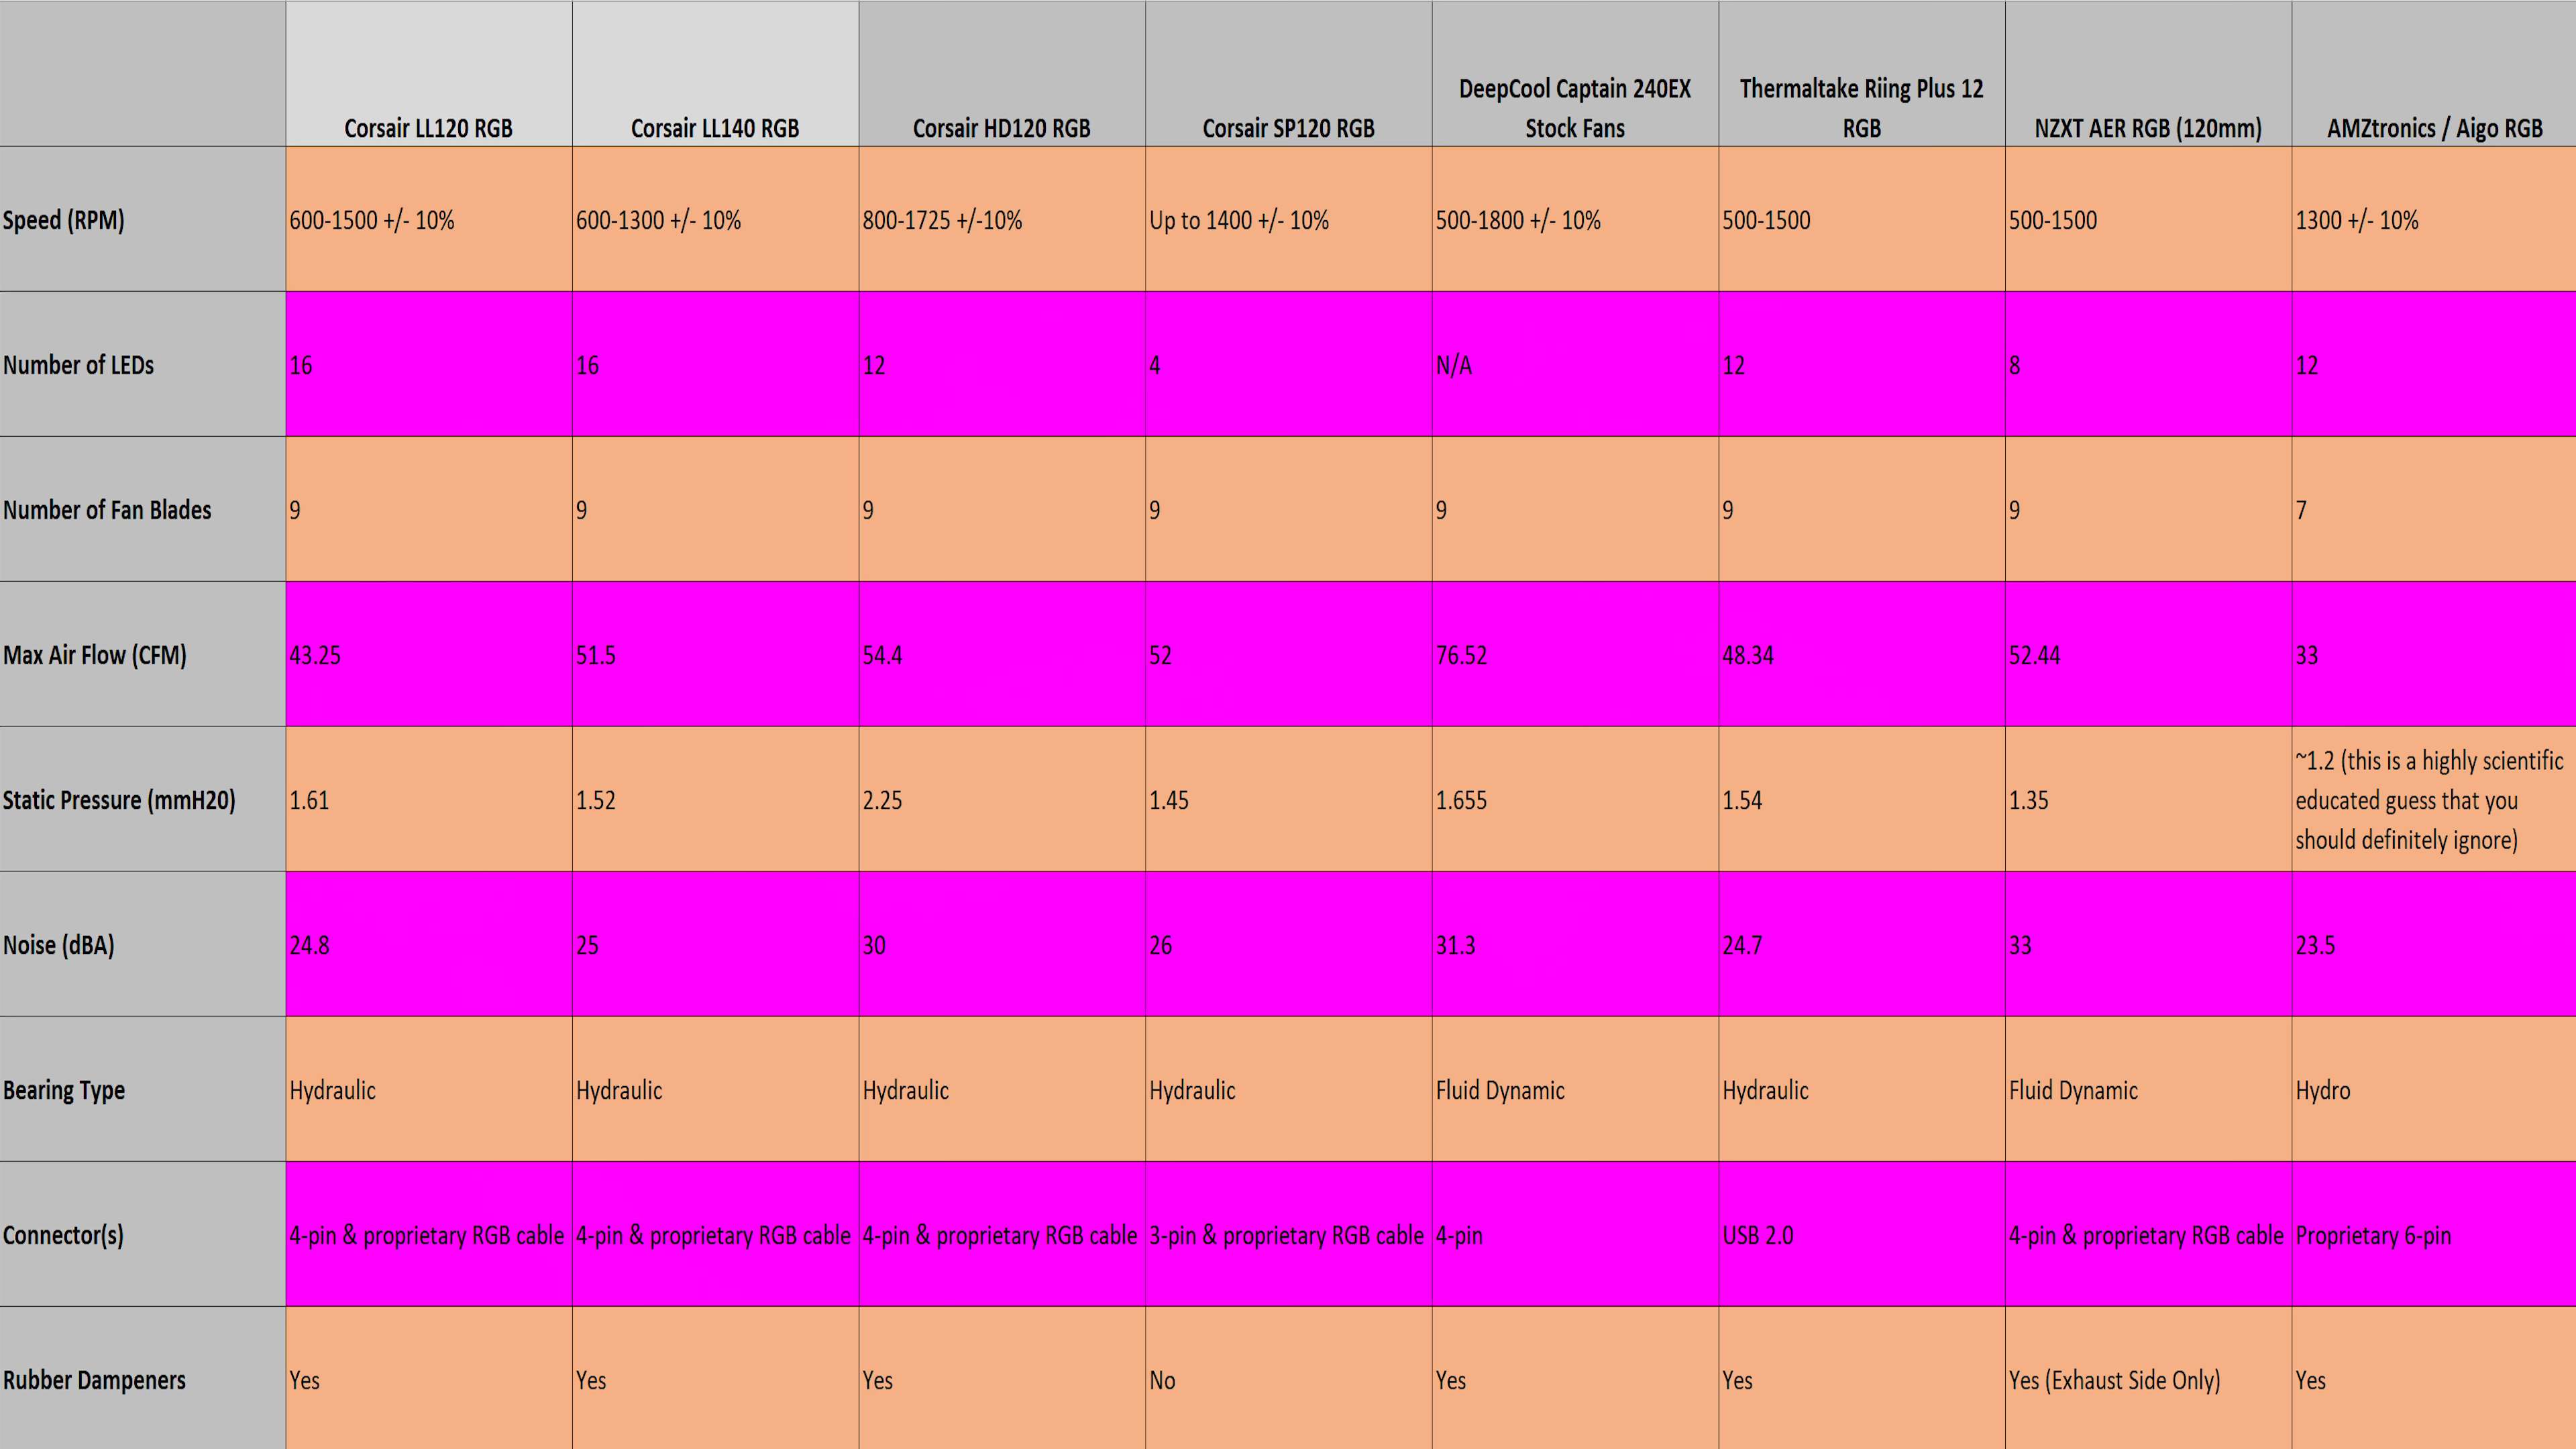 Corsair LL120 RGB
Corsair LL140 RGB
Corsair HD120 RGB
Corsair SP120 RGB
DeepCool Captain 240EX
Stock Fans
Thermaltake Riing Plus 12
RGB
NZXT AER RGB (120mm)
AMZtronics / Aigo RGB
Speed (RPM)
600-1500 +/- 10%
600-1300 +/- 10%
800-1725 +/-10%
Up to 1400 +/- 10%
500-1800 +/- 10%
500-1500
500-1500
1300 +/- 10%
Number of LEDs
16
16
12
4
N/A
12
8
12
Number of Fan Blades
9
9
9
9
9
9
9
7
Max Air Flow (CFM)
43.25
51.5
54.4
52
76.52
48.34
52.44
33
Static Pressure (mmH20)
1.61
1.52
2.25
1.45
1.655
1.54
1.35
~1.2 (this is a highly scientific
educated guess that you
should definitely ignore)
Noise (dBA)
24.8
25
30
26
31.3
24.7
33
23.5
Bearing Type
Hydraulic
Hydraulic
Hydraulic
Hydraulic
Fluid Dynamic
Hydraulic
Fluid Dynamic
Hydro
Connector(s)
4-pin & proprietary RGB cable
4-pin & proprietary RGB cable
4-pin & proprietary RGB cable
3-pin & proprietary RGB cable
4-pin
USB 2.0
4-pin & proprietary RGB cable
Proprietary 6-pin
Rubber Dampeners
Yes
Yes
Yes
No
Yes
Yes
Yes (Exhaust Side Only)
Yes